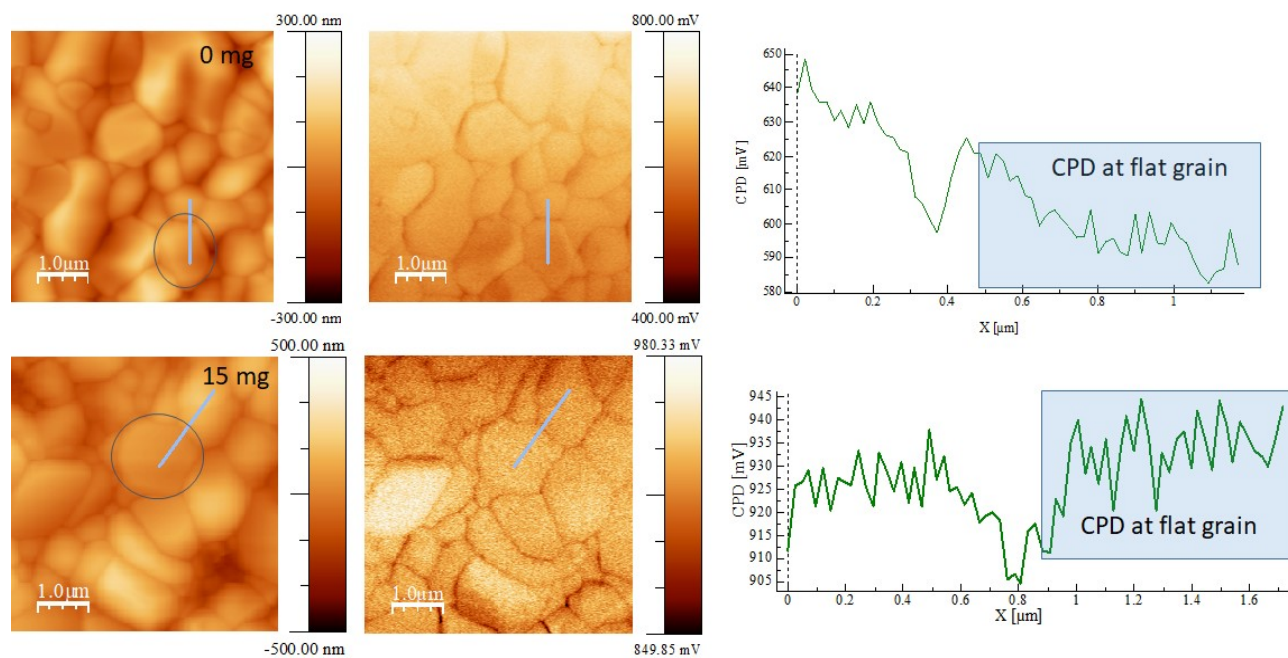 300.00 nm
0 mg
1.0μm
-300.00 nm
800.00 mV
1.0μm
400.00 mV
650
640
630
620
610
600
590
580
CPD [mV]
CPD at flat grain
0
0.2
0.4
0.6
0.8
1
X [μm]
500.00 nm
15 mg
1.0μm
-500.00 nm
980.33 mV
1.0μm
849.85 mV
945
940
935
930
925
920
915
910
905
CPD [mV]
CPD at flat grain
0
0.2
0.4
0.6
0.8
1
1.2
1.4
1.6
X [μm]